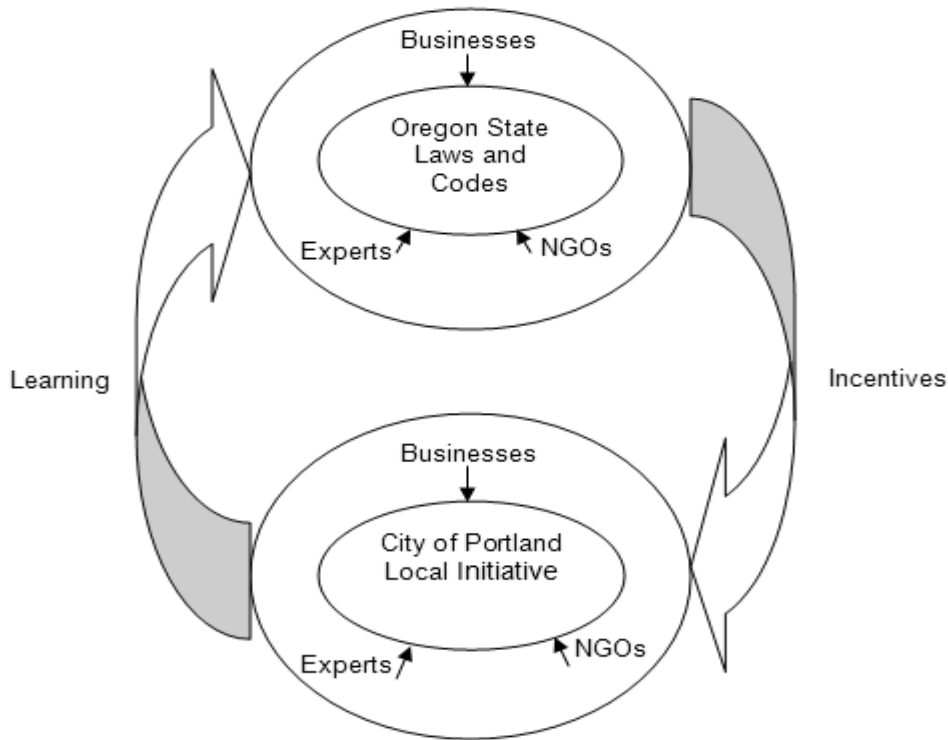 Businesses
Oregon State
Laws and
Codes
Experts
NGOs
Learning
Incentives
Businesses
City of Portland
Local Initiative
Experts
NGOs